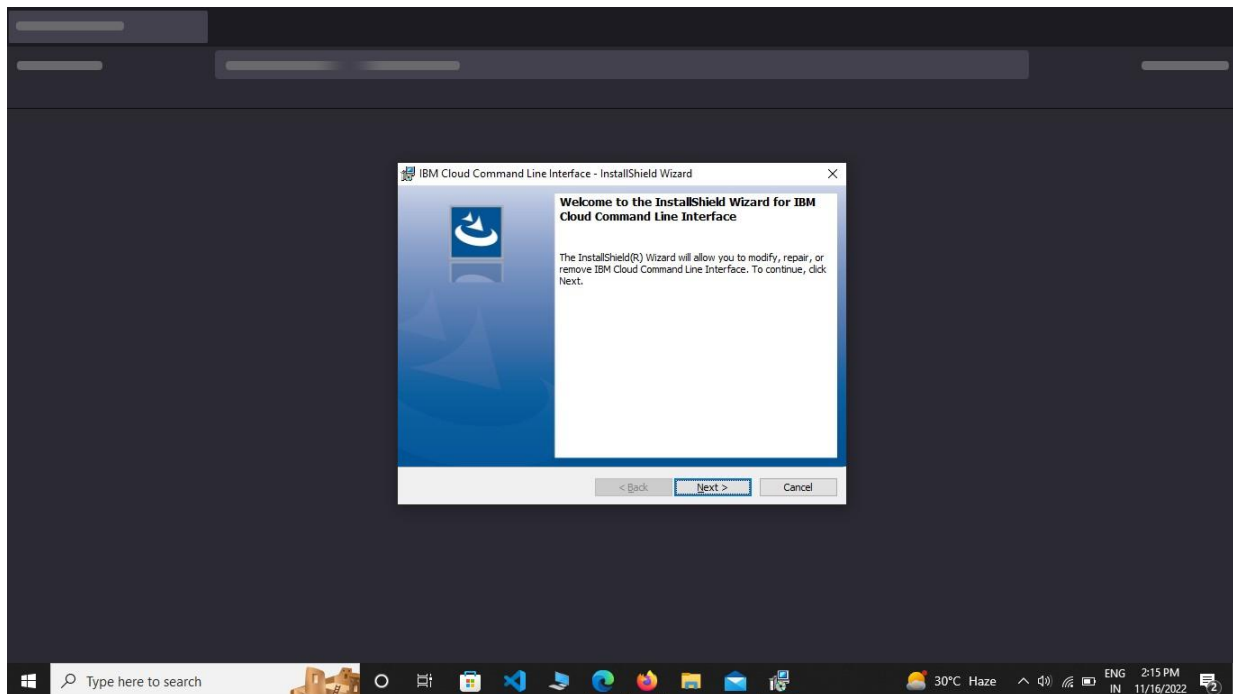 IBM Cloud Command Line Interface - InstallShield Wizard
Welcome to the InstallShield Wizard for IBM
Cloud Command Line Interface
The InstallShield(R) Wizard will allow you to modify, repair, or
remove IBM Cloud Command Line Interface. To continue, click
Next.
< Back
Next >
Cancel
Type here to search
30°C Haze
ENG
IN
2:15 PM
11/16/2022
2